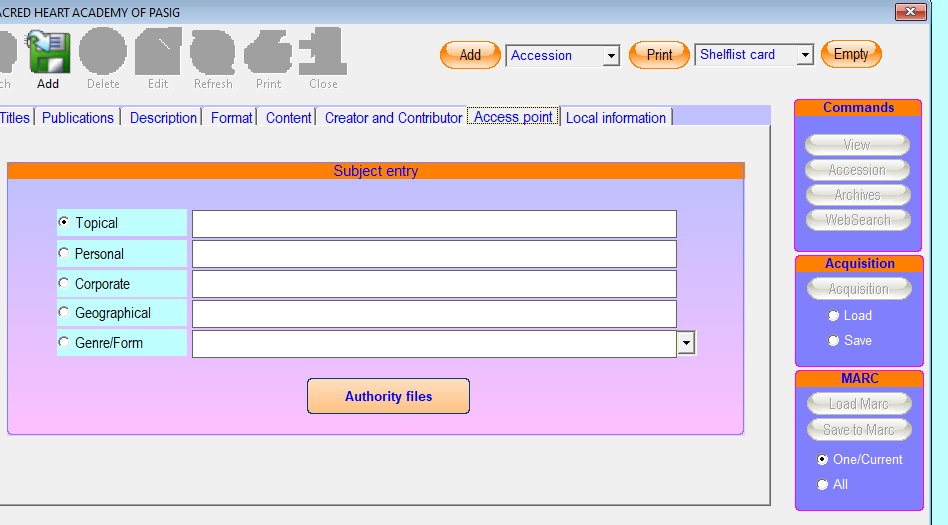 ACRED HEART ACADEMY OF PASIG
Add
Delete
Edit
Refresh
Print
Close
Add
Accession
Print
Shelflist card
Empty
Titles
Publications
Description
Format
Content
Creator and Contributor
Access point
Local information
Subject entry
Topical
Personal
Corporate
Geographical
Genre/Form
Authority files
Commands
View
Accession
Archives
WebSearch
Acquisition
Acquisition
Load
Save
MARC
Load Marc
Save to Marc
One/Current
All